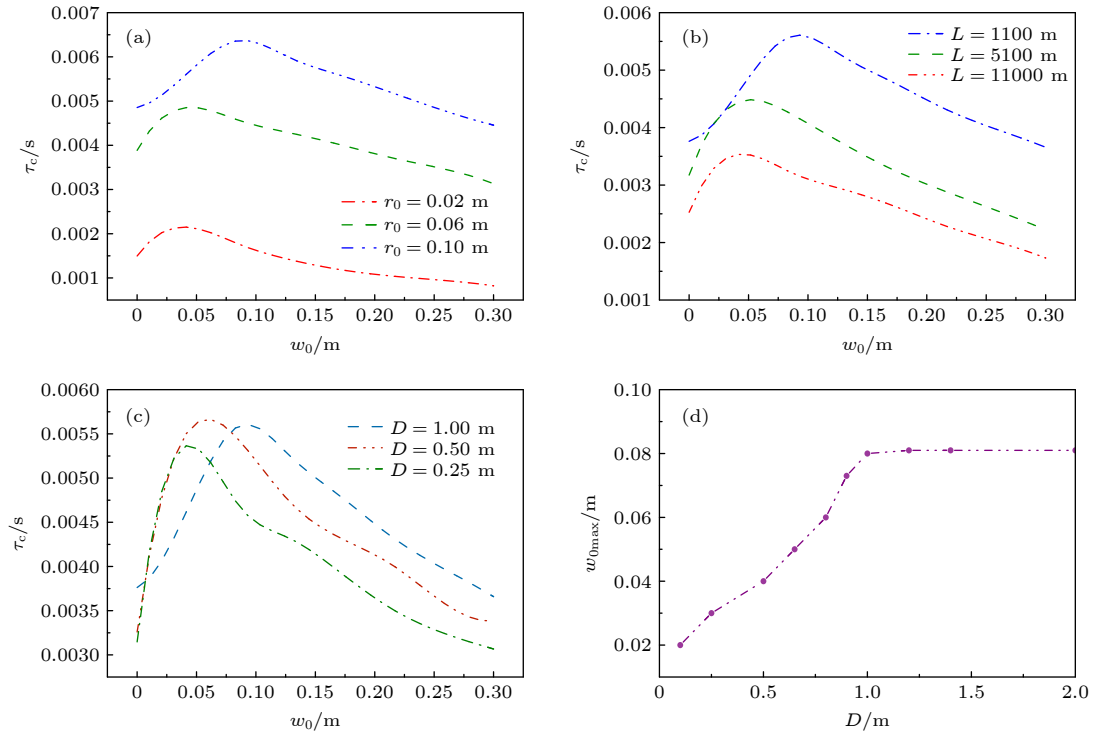 (a)
0.007
0.006
0.005
0.004
0.003
0.002
0.001
τc/s
r0 = 0.02 m
r0 = 0.06 m
r0 = 0.10 m
0 0.05 0.10 0.15 0.20 0.25 0.30
w0/m
(b)
0.006
0.005
0.004
0.003
0.002
0.001
τc/s
L = 1100 m
L = 5100 m
L = 11000 m
0 0.05 0.10 0.15 0.20 0.25 0.30
w0/m
(c)
0.0060
0.0055
0.0050
0.0045
0.0040
0.0035
0.0030
τc/s
D = 1.00 m
D = 0.50 m
D = 0.25 m
0 0.05 0.10 0.15 0.20 0.25 0.30
w0/m
(d)
0.10
0.08
0.06
0.04
0.02
w0max/m
0 0.5 1.0 1.5 2.0
D/m